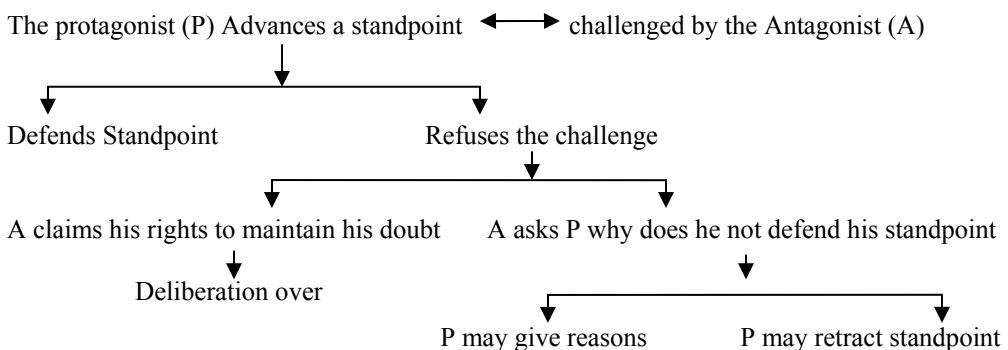 The protagonist (P) Advances a standpoint challenged by the Antagonist (A)
Defends Standpoint Refuses the challenge
A claims his rights to maintain his doubt A asks P why does he not defend his standpoint
Deliberation over
P may give reasons P may retract standpoint